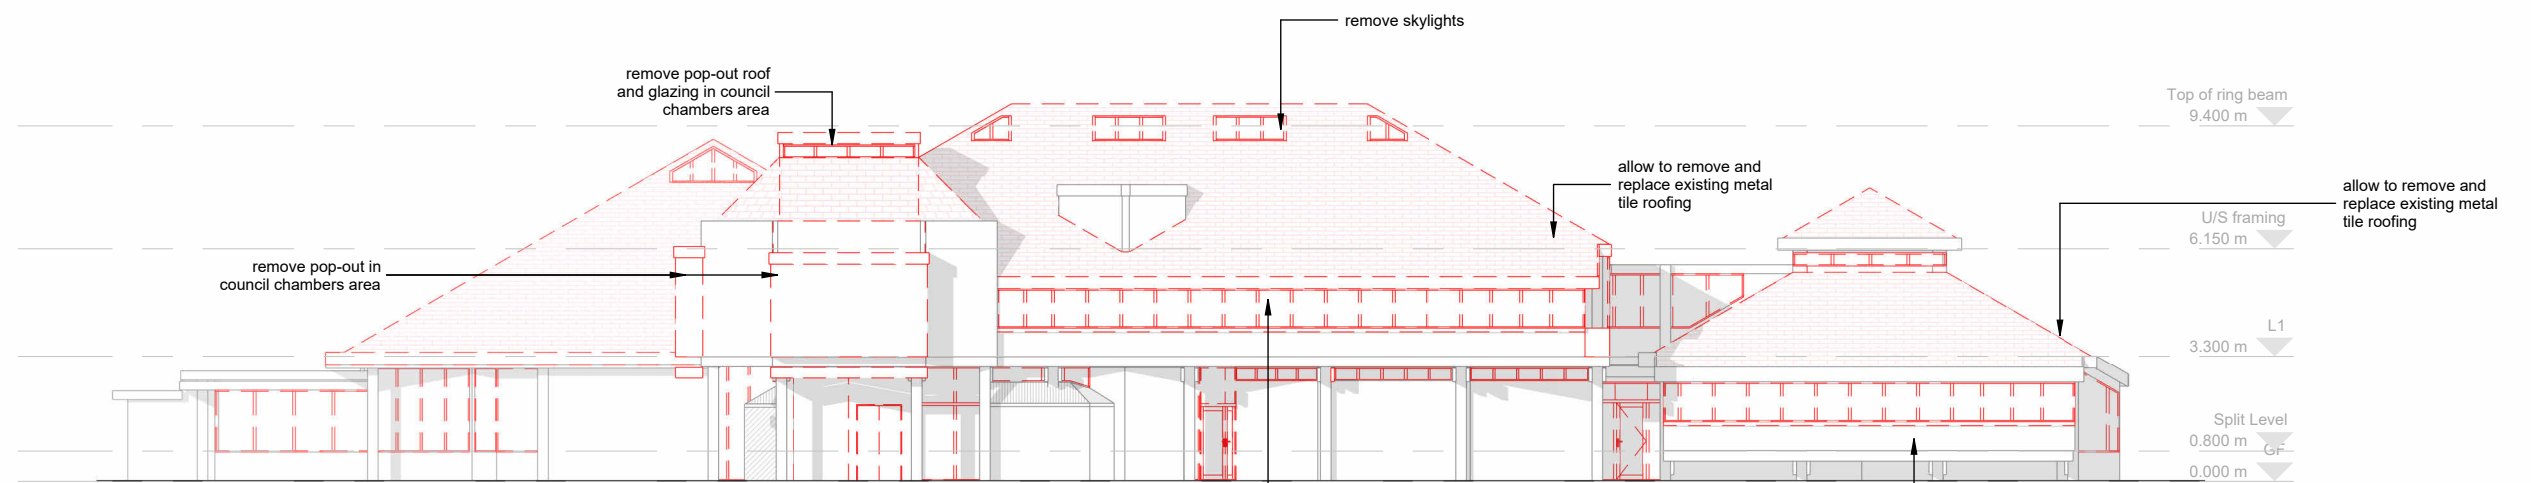 remove skylights
remove pop-out roof
and glazing in council
chambers area
Top of ring beam
9.400 m
allow to remove and
replace existing metal
tile roofing
allow to remove and
replace existing metal
tile roofing
U/S framing
6.150 m
remove pop-out in
council chambers area
L1
3.300 m
Split Level
0.800 m
GF
0.000 m